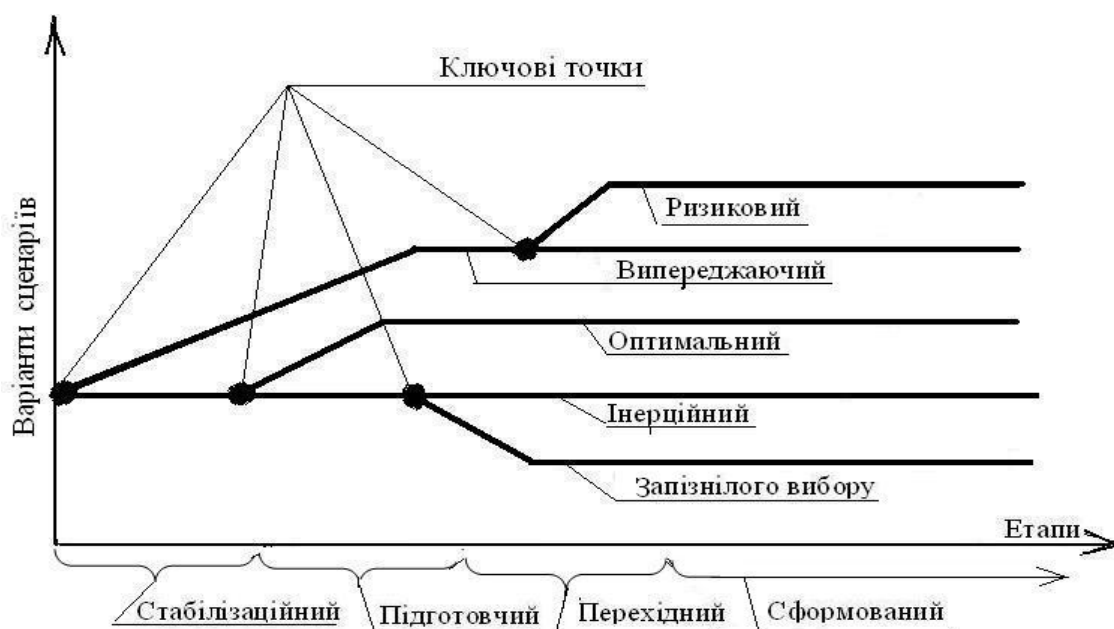 Ключові точки
Варіанти сценаріїв
Ризиковий
Випереджаючий
Оптимальний
Інерційний
Запізнілого вибору
Етапи
Стабілізаційний
Підготовчий
Перехідний
Сформований